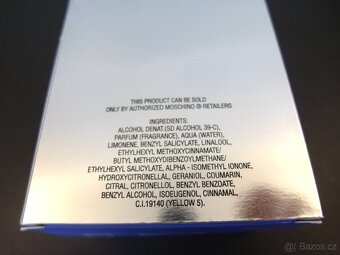 THIS PRODUCT CAN BE SOLD
ONLY BY AUTHORIZED MOSCHINO ® RETAILERS
INGREDIENTS:
ALCOHOL DENAT.(SD ALCOHOL 39-C),
PARFUM (FRAGRANCE), AQUA (WATER),
LIMONENE, BENZYL SALICYLATE, LINALOOL,
ETHYLHEXYL METHOXYCINNAMATE/
BUTYL METHOXYDIBENZOYLMETHANE/
ETHYLHEXYL SALICYLATE, ALPHA - ISOMETHYL IONONE,
HYDROXYCITRONELLAL, GERANIOL, COUMARIN,
CITRAL, CITRONELLOL, BENZYL BENZOATE,
BENZYL ALCOHOL, ISOEUGENOL, CINNAMAL,
C.I.19140 (YELLOW 5).
Bazos.cz